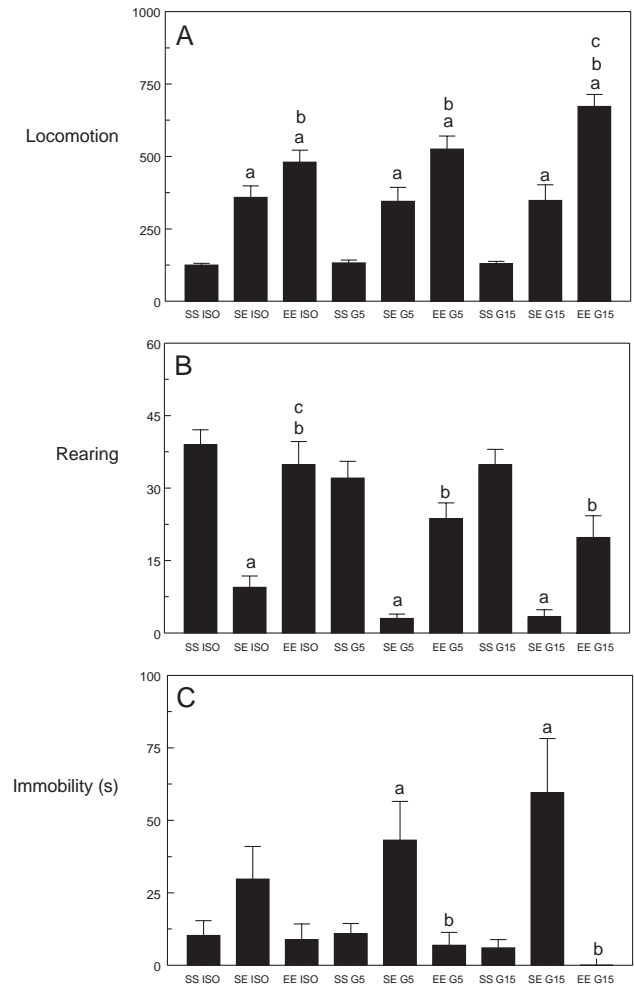 A
Locomotion
1000
750
500
250
0
a
b
a
a
b
a
a
c
b
a
SS ISO SE ISO EE ISO SS G5 SE G5 EE G5 SS G15 SE G15 EE G15
B
Rearing
60
45
30
15
0
a
c
b
a
b
a
b
SS ISO SE ISO EE ISO SS G5 SE G5 EE G5 SS G15 SE G15 EE G15
C
Immobility (s)
100
75
50
25
0
a
b
a
b
SS ISO SE ISO EE ISO SS G5 SE G5 EE G5 SS G15 SE G15 EE G15